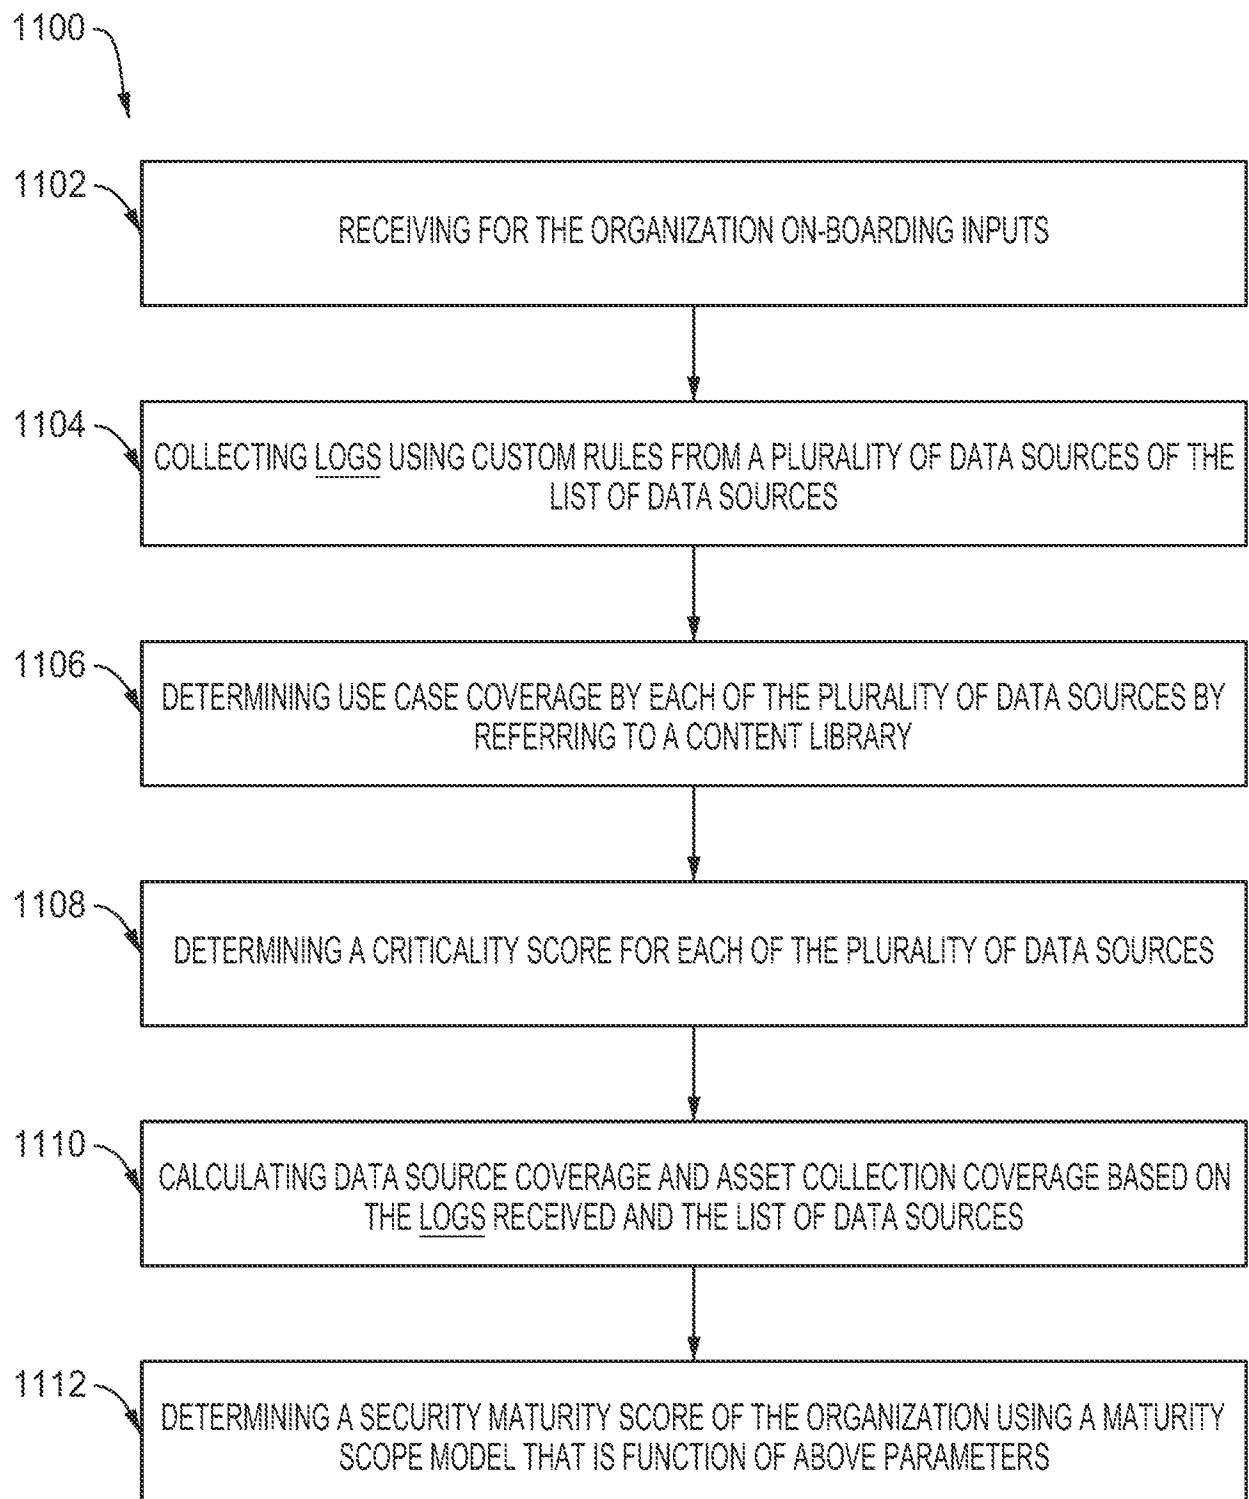 1100
1102
RECEIVING FOR THE ORGANIZATION ON-BOARDING INPUTS
1104
COLLECTING LOGS USING CUSTOM RULES FROM A PLURALITY OF DATA SOURCES OF THE
LIST OF DATA SOURCES
1106
DETERMINING USE CASE COVERAGE BY EACH OF THE PLURALITY OF DATA SOURCES BY
REFERRING TO A CONTENT LIBRARY
1108
DETERMINING A CRITICALITY SCORE FOR EACH OF THE PLURALITY OF DATA SOURCES
1110
CALCULATING DATA SOURCE COVERAGE AND ASSET COLLECTION COVERAGE BASED ON
THE LOGS RECEIVED AND THE LIST OF DATA SOURCES
1112
DETERMINING A SECURITY MATURITY SCORE OF THE ORGANIZATION USING A MATURITY
SCOPE MODEL THAT IS FUNCTION OF ABOVE PARAMETERS